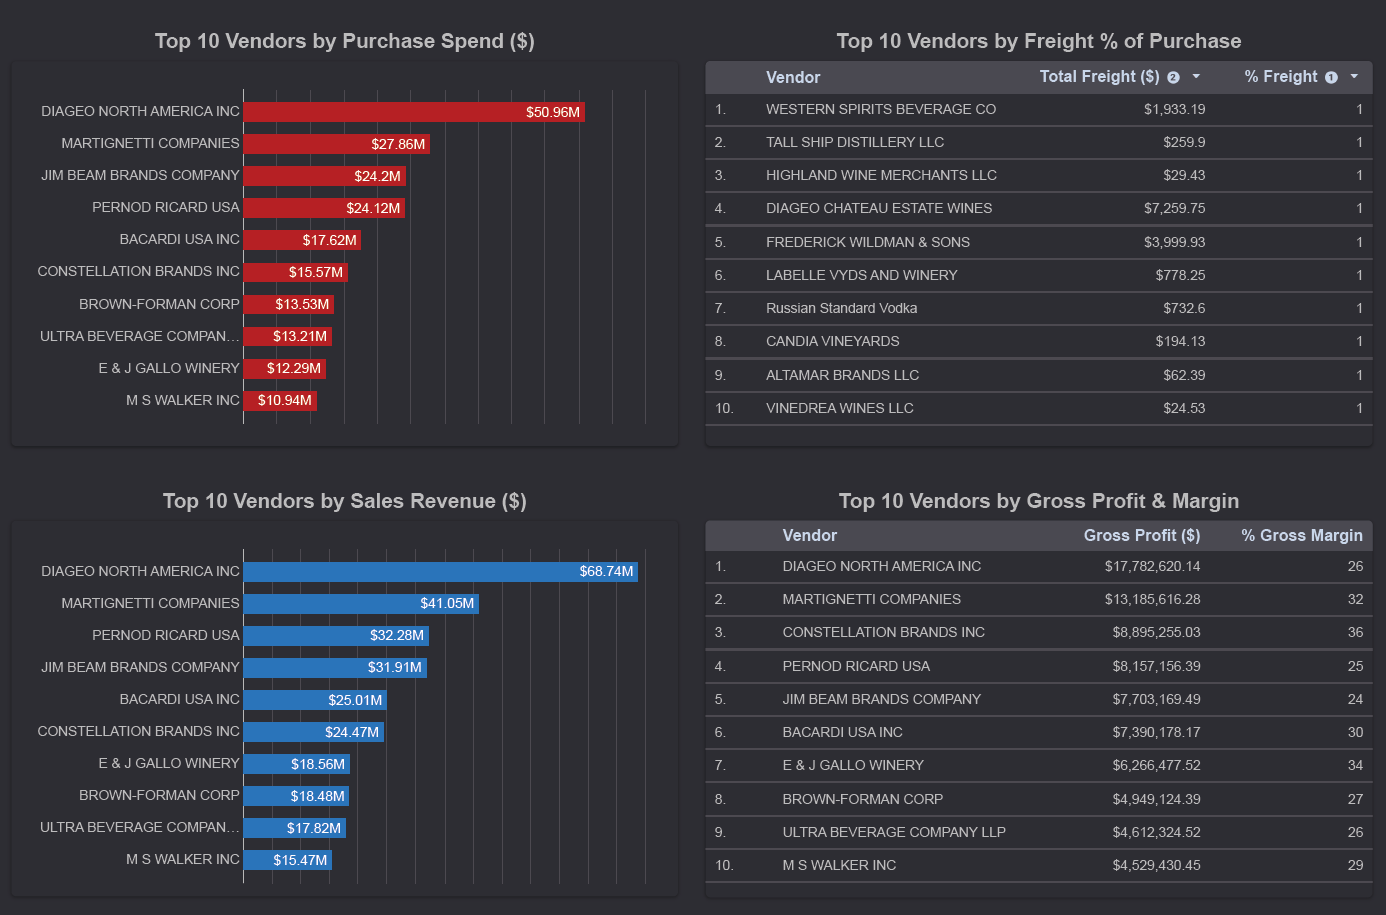 Top 10 Vendors by Purchase Spend ($)
DIAGEO NORTH AMERICA INC $50.96M
MARTIGNETTI COMPANIES $27.86M
JIM BEAM BRANDS COMPANY $24.2M
PERNOD RICARD USA $24.12M
BACARDI USA INC $17.62M
CONSTELLATION BRANDS INC $15.57M
BROWN-FORMAN CORP $13.53M
ULTRA BEVERAGE COMPAN... $13.21M
E & J GALLO WINERY $12.29M
M S WALKER INC $10.94M
Top 10 Vendors by Freight % of Purchase
Vendor Total Freight ($) 2 % Freight 1
1. WESTERN SPIRITS BEVERAGE CO $1,933.19 1
2. TALL SHIP DISTILLERY LLC $259.9 1
3. HIGHLAND WINE MERCHANTS LLC $29.43 1
4. DIAGEO CHATEAU ESTATE WINES $7,259.75 1
5. FREDERICK WILDMAN & SONS $3,999.93 1
6. LABELLE VYDS AND WINERY $778.25 1
7. Russian Standard Vodka $732.6 1
8. CANDIA VINEYARDS $194.13 1
9. ALTAMAR BRANDS LLC $62.39 1
10. VINEDREA WINES LLC $24.53 1
Top 10 Vendors by Sales Revenue ($)
DIAGEO NORTH AMERICA INC $68.74M
MARTIGNETTI COMPANIES $41.05M
PERNOD RICARD USA $32.28M
JIM BEAM BRANDS COMPANY $31.91M
BACARDI USA INC $25.01M
CONSTELLATION BRANDS INC $24.47M
E & J GALLO WINERY $18.56M
BROWN-FORMAN CORP $18.48M
ULTRA BEVERAGE COMPAN... $17.82M
M S WALKER INC $15.47M
Top 10 Vendors by Gross Profit & Margin
Vendor Gross Profit ($) % Gross Margin
1. DIAGEO NORTH AMERICA INC $17,782,620.14 26
2. MARTIGNETTI COMPANIES $13,185,616.28 32
3. CONSTELLATION BRANDS INC $8,895,255.03 36
4. PERNOD RICARD USA $8,157,156.39 25
5. JIM BEAM BRANDS COMPANY $7,703,169.49 24
6. BACARDI USA INC $7,390,178.17 30
7. E & J GALLO WINERY $6,266,477.52 34
8. BROWN-FORMAN CORP $4,949,124.39 27
9. ULTRA BEVERAGE COMPANY LLP $4,612,324.52 26
10. M S WALKER INC $4,529,430.45 29